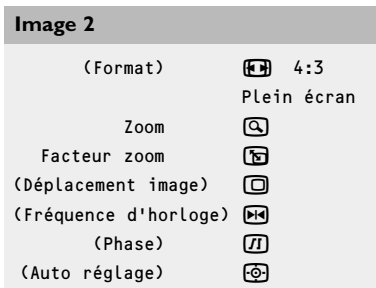 Image 2
(Format) 4:3
Plein écran
Zoom
Facteur zoom
(Déplacement image)
(Fréquence d'horloge)
(Phase)
(Auto réglage)